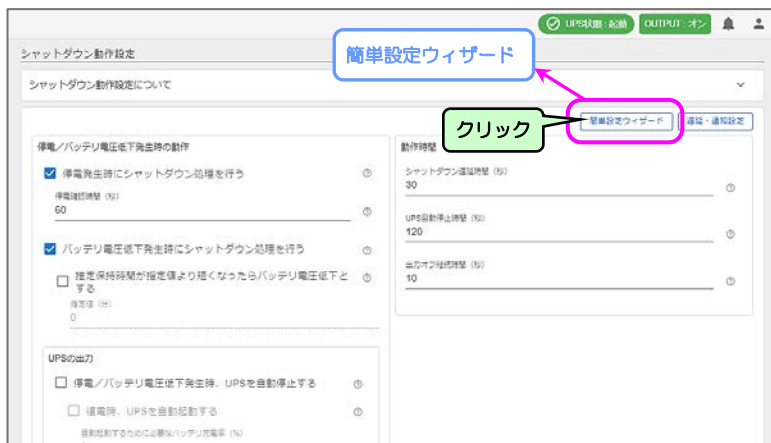 UPS状態:起動
OUTPUT:オン
シャットダウン動作設定
簡単設定ウィザード
シャットダウン動作設定について
クリック
簡単設定ウィザード
遅延・通知設定
停電/バッテリ電圧低下発生時の動作
停電発生時にシャットダウン処理を行う
停電確認時間 (秒)
60
バッテリ電圧低下発生時にシャットダウン処理を行う
推定保持時間が指定値より短くなったらバッテリ電圧低下と
する
指定値 (分)
0
UPSの出力
停電/バッテリ電圧低下発生時、UPSを自動停止する
復電時、UPSを自動起動する
自動起動するために必要なバッテリ充電率 (%)
動作時間
シャットダウン遅延時間 (秒)
30
UPS自動停止時間 (秒)
120
出力オフ継続時間 (秒)
10